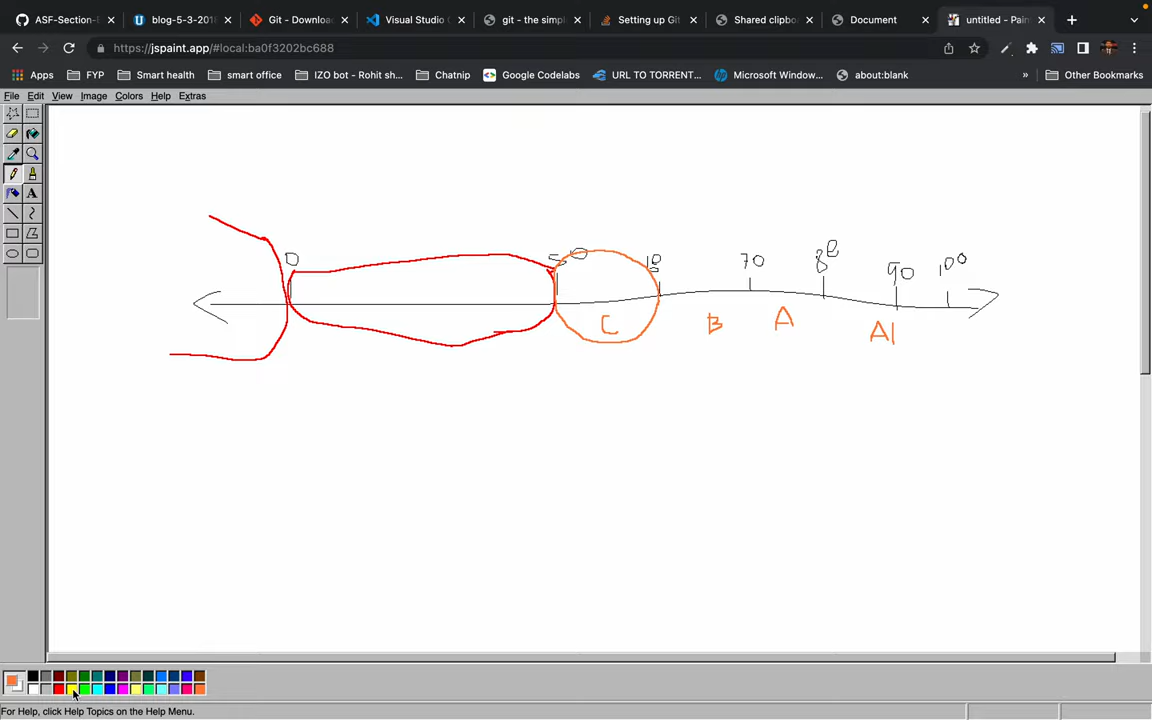 ASF-Section-
blog-5-3-201
Git - Downloa
Visual Studio
git - the simp
Setting up Git
Shared clipbo
Document
untitled - Pain
https://jspaint.app/#local:ba0f3202bc688
Apps
FYP
Smart health
smart office
IZO bot - Rohit sh...
Chatnip
Google Codelabs
URL TO TORRENT...
Microsoft Window...
about:blank
»
Other Bookmarks
File Edit View Image Colors Help Extras
0
50
70
90
100
C
B
A
A1
For Help, click Help Topics on the Help Menu.